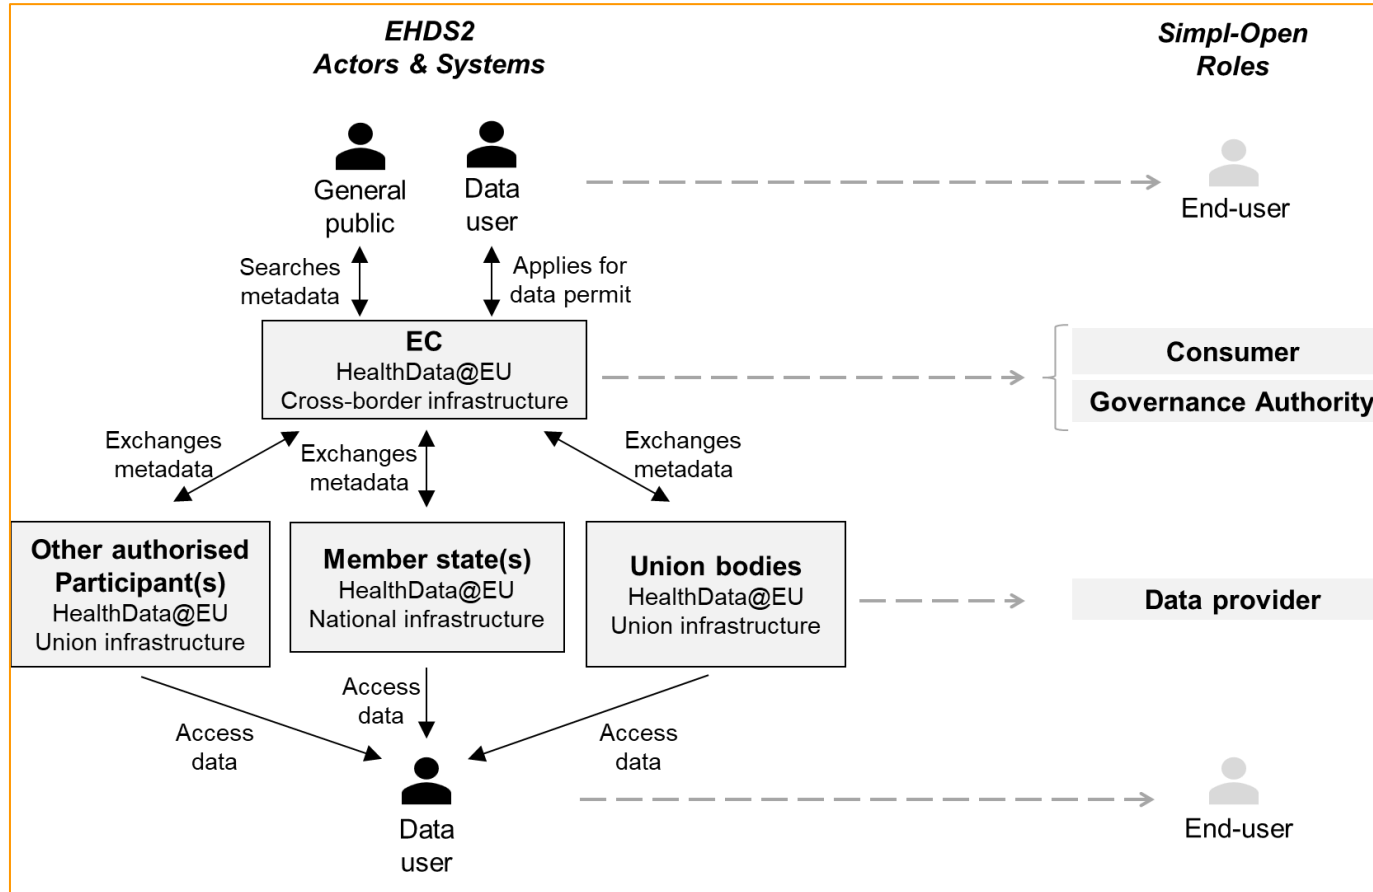 EHDS2
Actors & Systems
Simpl-Open
Roles
General
public
Data
user
End-user
Searches
metadata
Applies for
data permit
EC
HealthData@EU
Cross-border infrastructure
Consumer
Governance Authority
Exchanges
metadata
Exchanges
metadata
Exchanges
metadata
Other authorised
Participant(s)
HealthData@EU
Union infrastructure
Member state(s)
HealthData@EU
National infrastructure
Union bodies
HealthData@EU
Union infrastructure
Data provider
Access
data
Access
data
Access
data
Data
user
End-user